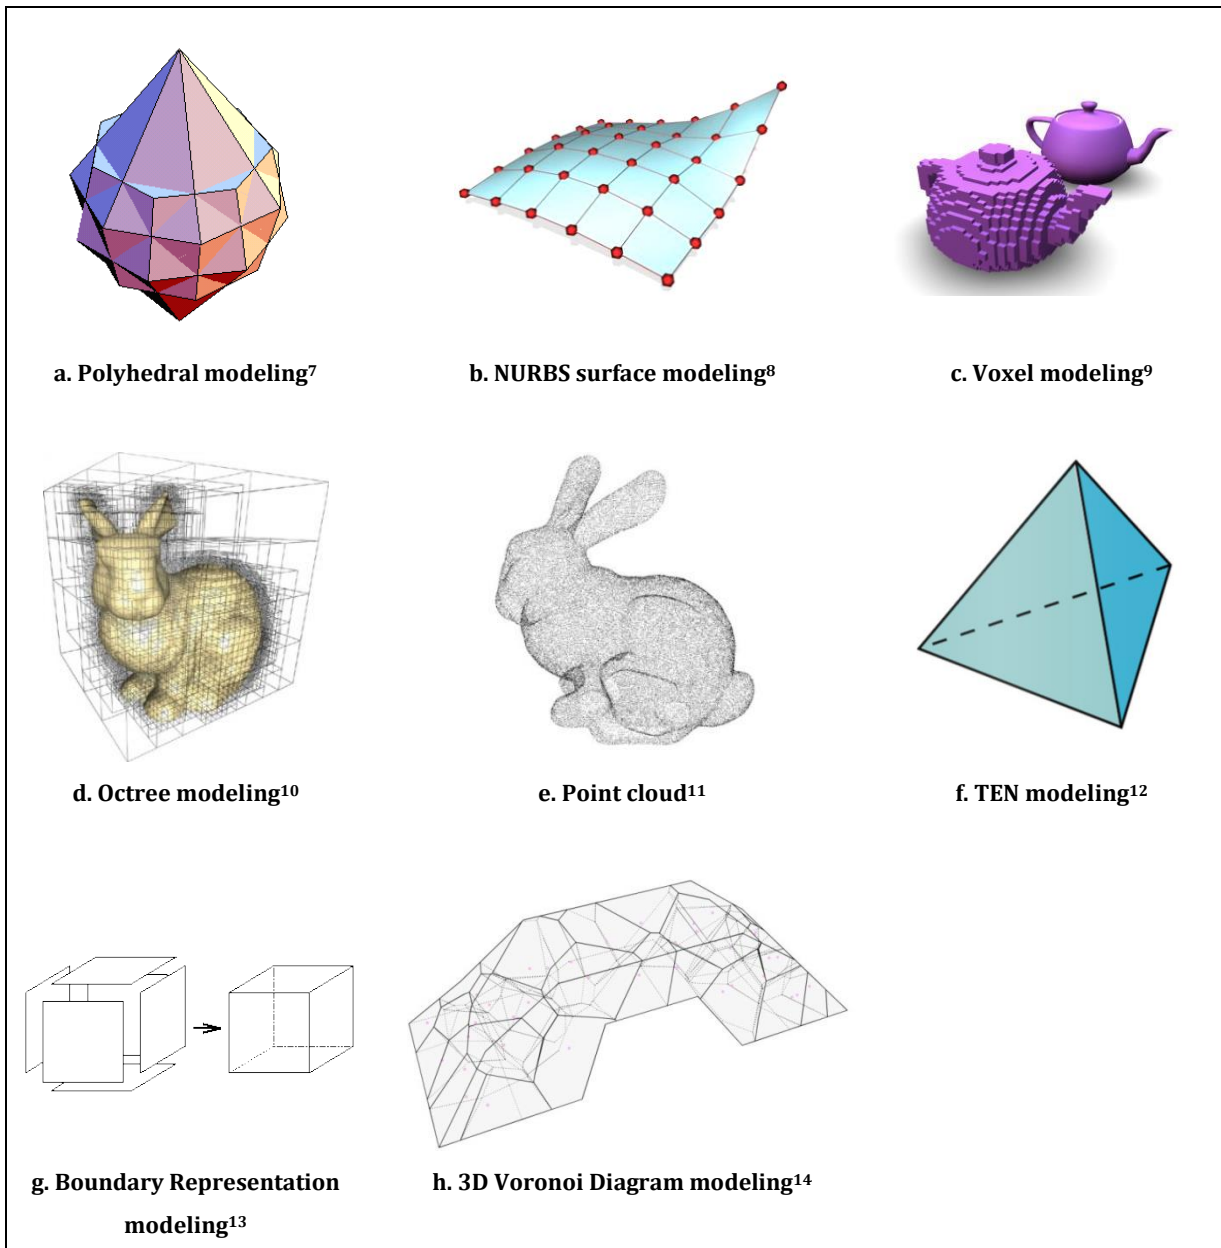 a. Polyhedral modeling⁷
b. NURBS surface modeling⁸
c. Voxel modeling⁹
d. Octree modeling¹⁰
e. Point cloud¹¹
f. TEN modeling¹²
g. Boundary Representation
modeling¹³
h. 3D Voronoi Diagram modeling¹⁴